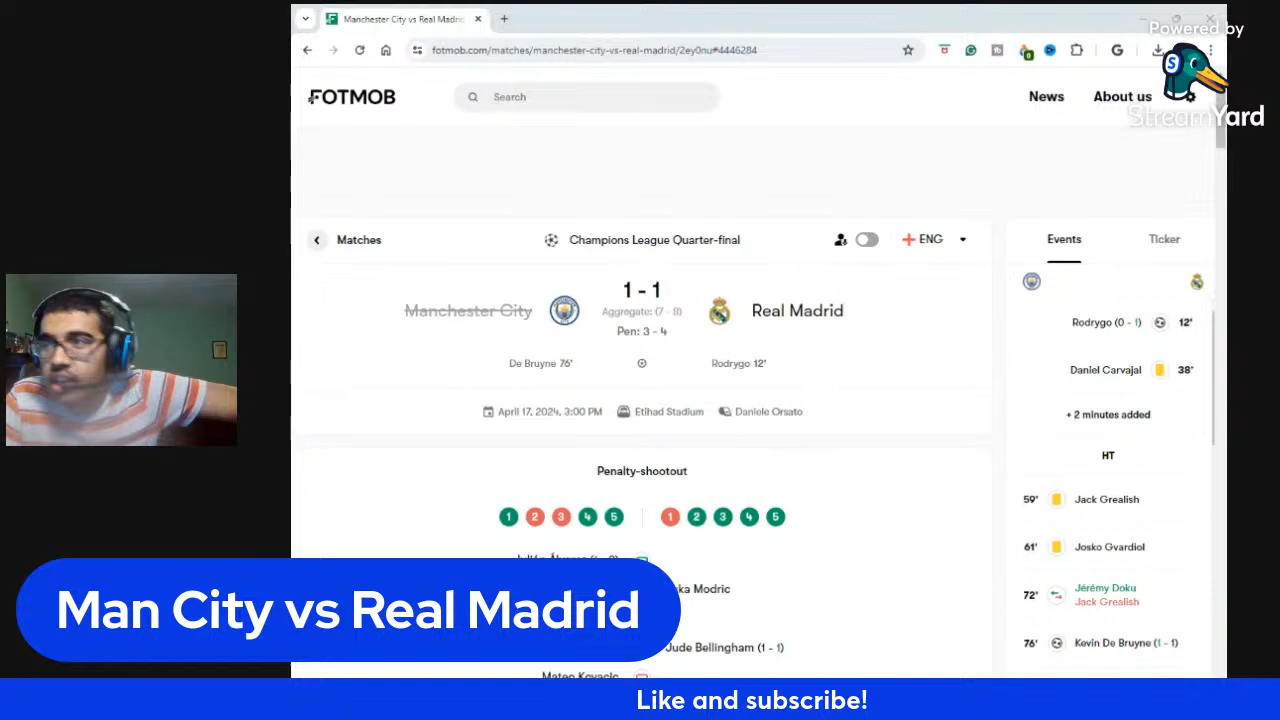 Manchester City vs Real Madri
fotmob.com/matches/manchester-city-vs-real-madrid/2ey0nu#4446284
Powered by
StreamYard
FOTMOB
Search
News
About us
Matches
Champions League Quarter-final
ENG
Events
Ticker
1 - 1
Manchester City
Aggregate: (7 - 8)
Real Madrid
Pen: 3 - 4
De Bruyne 76'
Rodrygo 12'
April 17, 2024, 3:00 PM
Etihad Stadium
Daniele Orsato
Rodrygo (0 - 1)
12'
Daniel Carvajal
38'
+ 2 minutes added
HT
59'
Jack Grealish
61'
Josko Gvardiol
72'
Jérémy Doku
Jack Grealish
76'
Kevin De Bruyne (1 - 1)
Penalty-shootout
1 2 3 4 5
1 2 3 4 5
Modric
Jude Bellingham (1 - 1)
Mateo Kovacic
Man City vs Real Madrid
Like and subscribe!